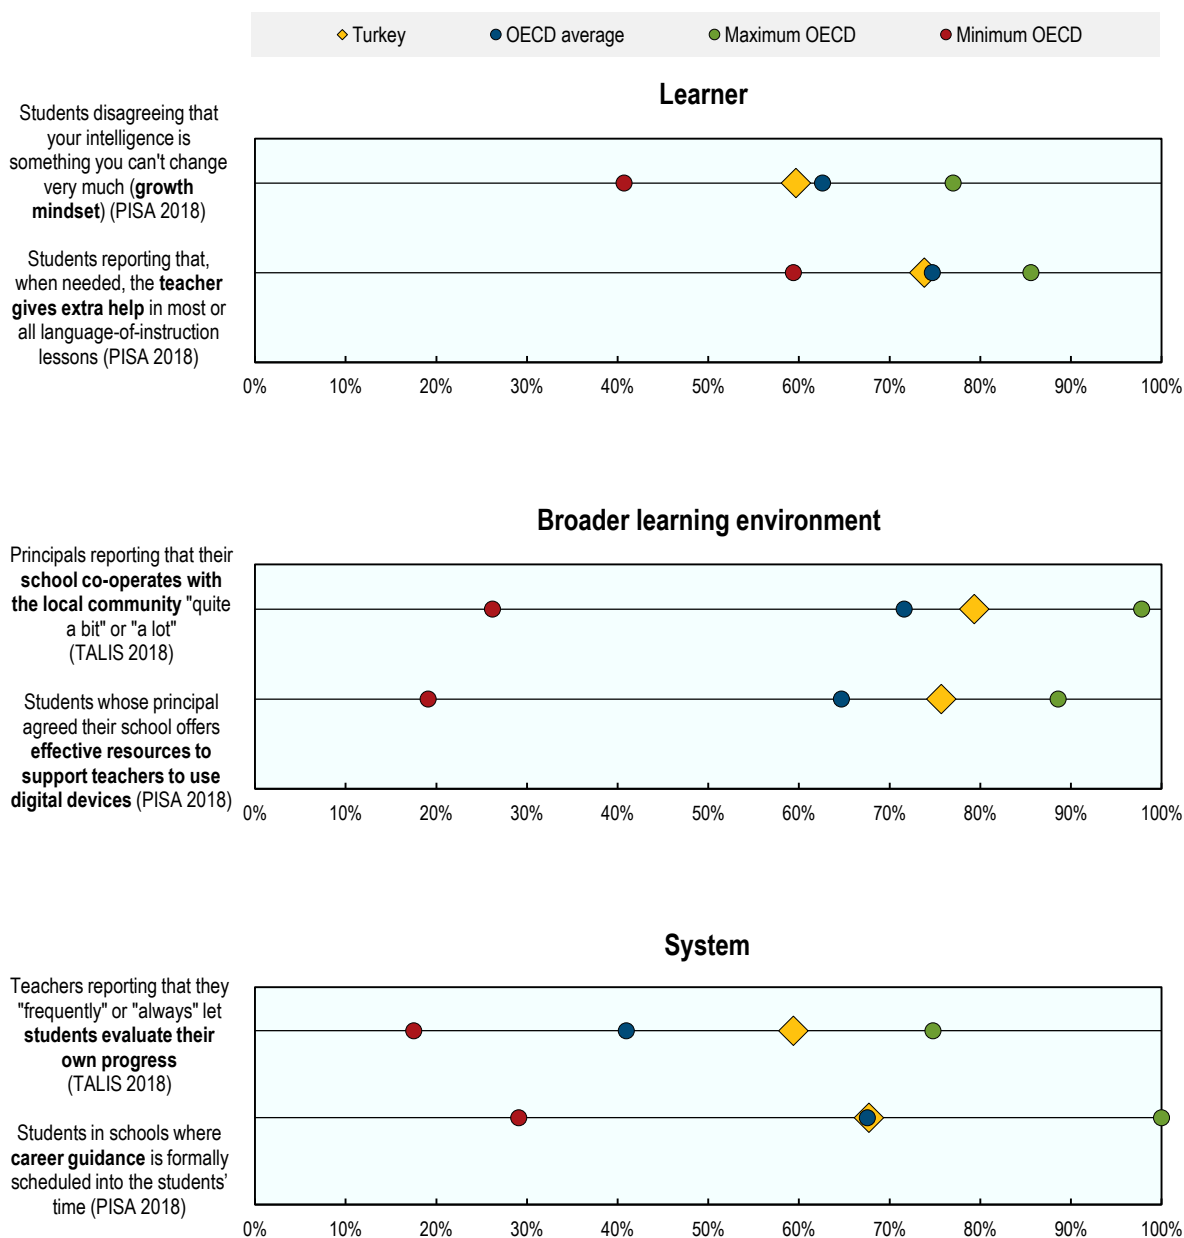 Turkey OECD average Maximum OECD Minimum OECD
Learner
Students disagreeing that
your intelligence is
something you can't change
very much (growth
mindset) (PISA 2018)
Students reporting that,
when needed, the teacher
gives extra help in most or
all language-of-instruction
lessons (PISA 2018)
0% 10% 20% 30% 40% 50% 60% 70% 80% 90% 100%
Broader learning environment
Principals reporting that their
school co-operates with
the local community "quite
a bit" or "a lot"
(TALIS 2018)
Students whose principal
agreed their school offers
effective resources to
support teachers to use
digital devices (PISA 2018)
0% 10% 20% 30% 40% 50% 60% 70% 80% 90% 100%
System
Teachers reporting that they
"frequently" or "always" let
students evaluate their
own progress
(TALIS 2018)
Students in schools where
career guidance is formally
scheduled into the students’
time (PISA 2018)
0% 10% 20% 30% 40% 50% 60% 70% 80% 90% 100%